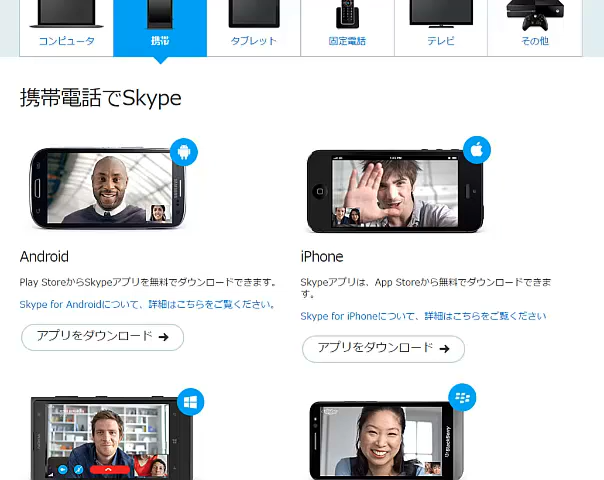 コンピュータ
携帯
タブレット
固定電話
テレビ
その他
携帯電話でSkype
Android
Play StoreからSkypeアプリを無料でダウンロードできます。
Skype for Androidについて、詳細はこちらをご覧ください。
アプリをダウンロード
iPhone
Skypeアプリは、App Storeから無料でダウンロードできま
す。
Skype for iPhoneについて、詳細はこちらをご覧ください
アプリをダウンロード
BlackBerry